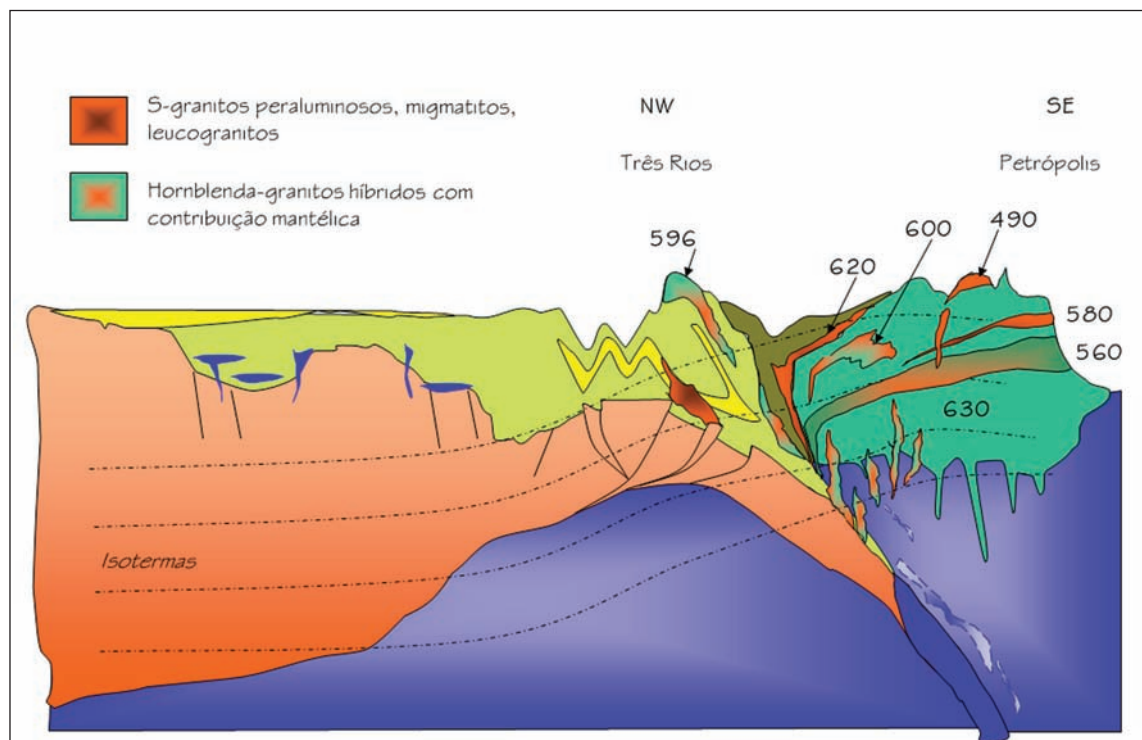 S-granitos peraluminosos, migmatitos,
leucogranitos
Hornblenda-granitos híbridos com
contribuição mantélica
NW
SE
Três Rios
Petrópolis
596
620
600
490
580
560
630
Isotermas